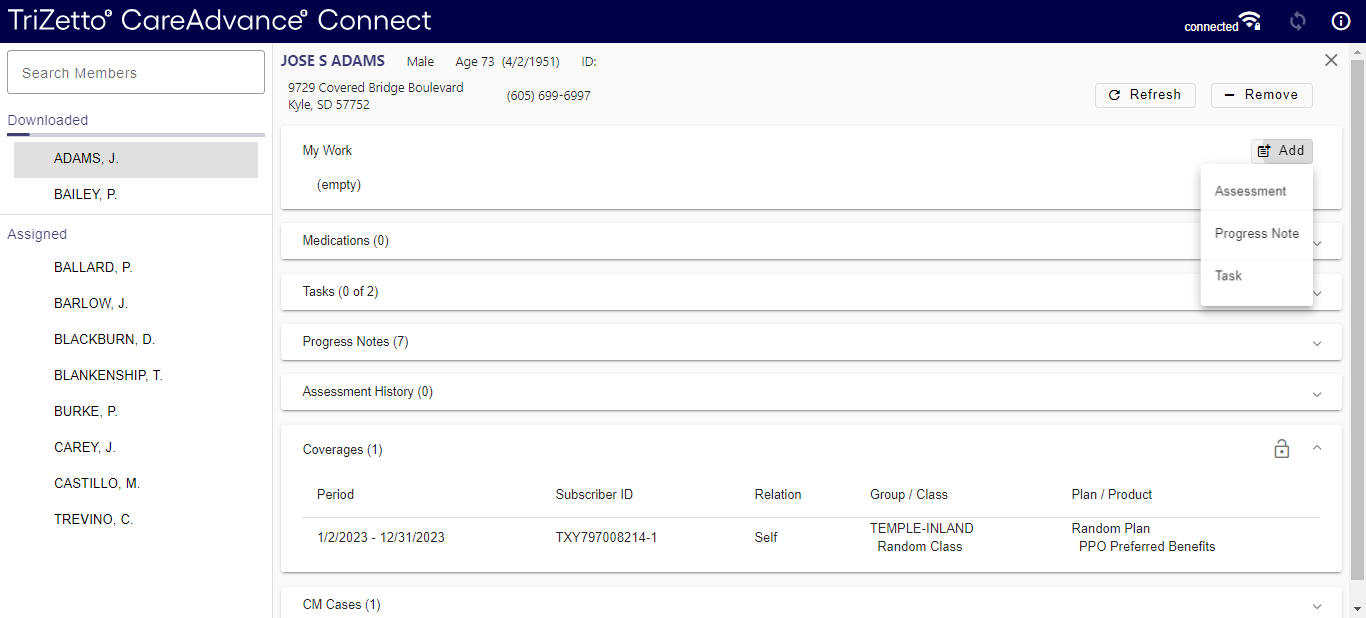 TriZetto® CareAdvance® Connect
connected
Search Members
Downloaded
ADAMS, J.
BAILEY, P.
Assigned
BALLARD, P.
BARLOW, J.
BLACKBURN, D.
BLANKENSHIP, T.
BURKE, P.
CAREY, J.
CASTILLO, M.
TREVINO, C.
JOSE S ADAMS Male Age 73 (4/2/1951) ID:
9729 Covered Bridge Boulevard
Kyle, SD 57752
(605) 699-6997
Refresh
Remove
My Work
Add
(empty)
Assessment
Progress Note
Task
Medications (0)
Tasks (0 of 2)
Progress Notes (7)
Assessment History (0)
Coverages (1)
Period Subscriber ID Relation Group / Class Plan / Product
1/2/2023 - 12/31/2023 TXY797008214-1 Self TEMPLE-INLAND Random Plan
Random Class PPO Preferred Benefits
CM Cases (1)